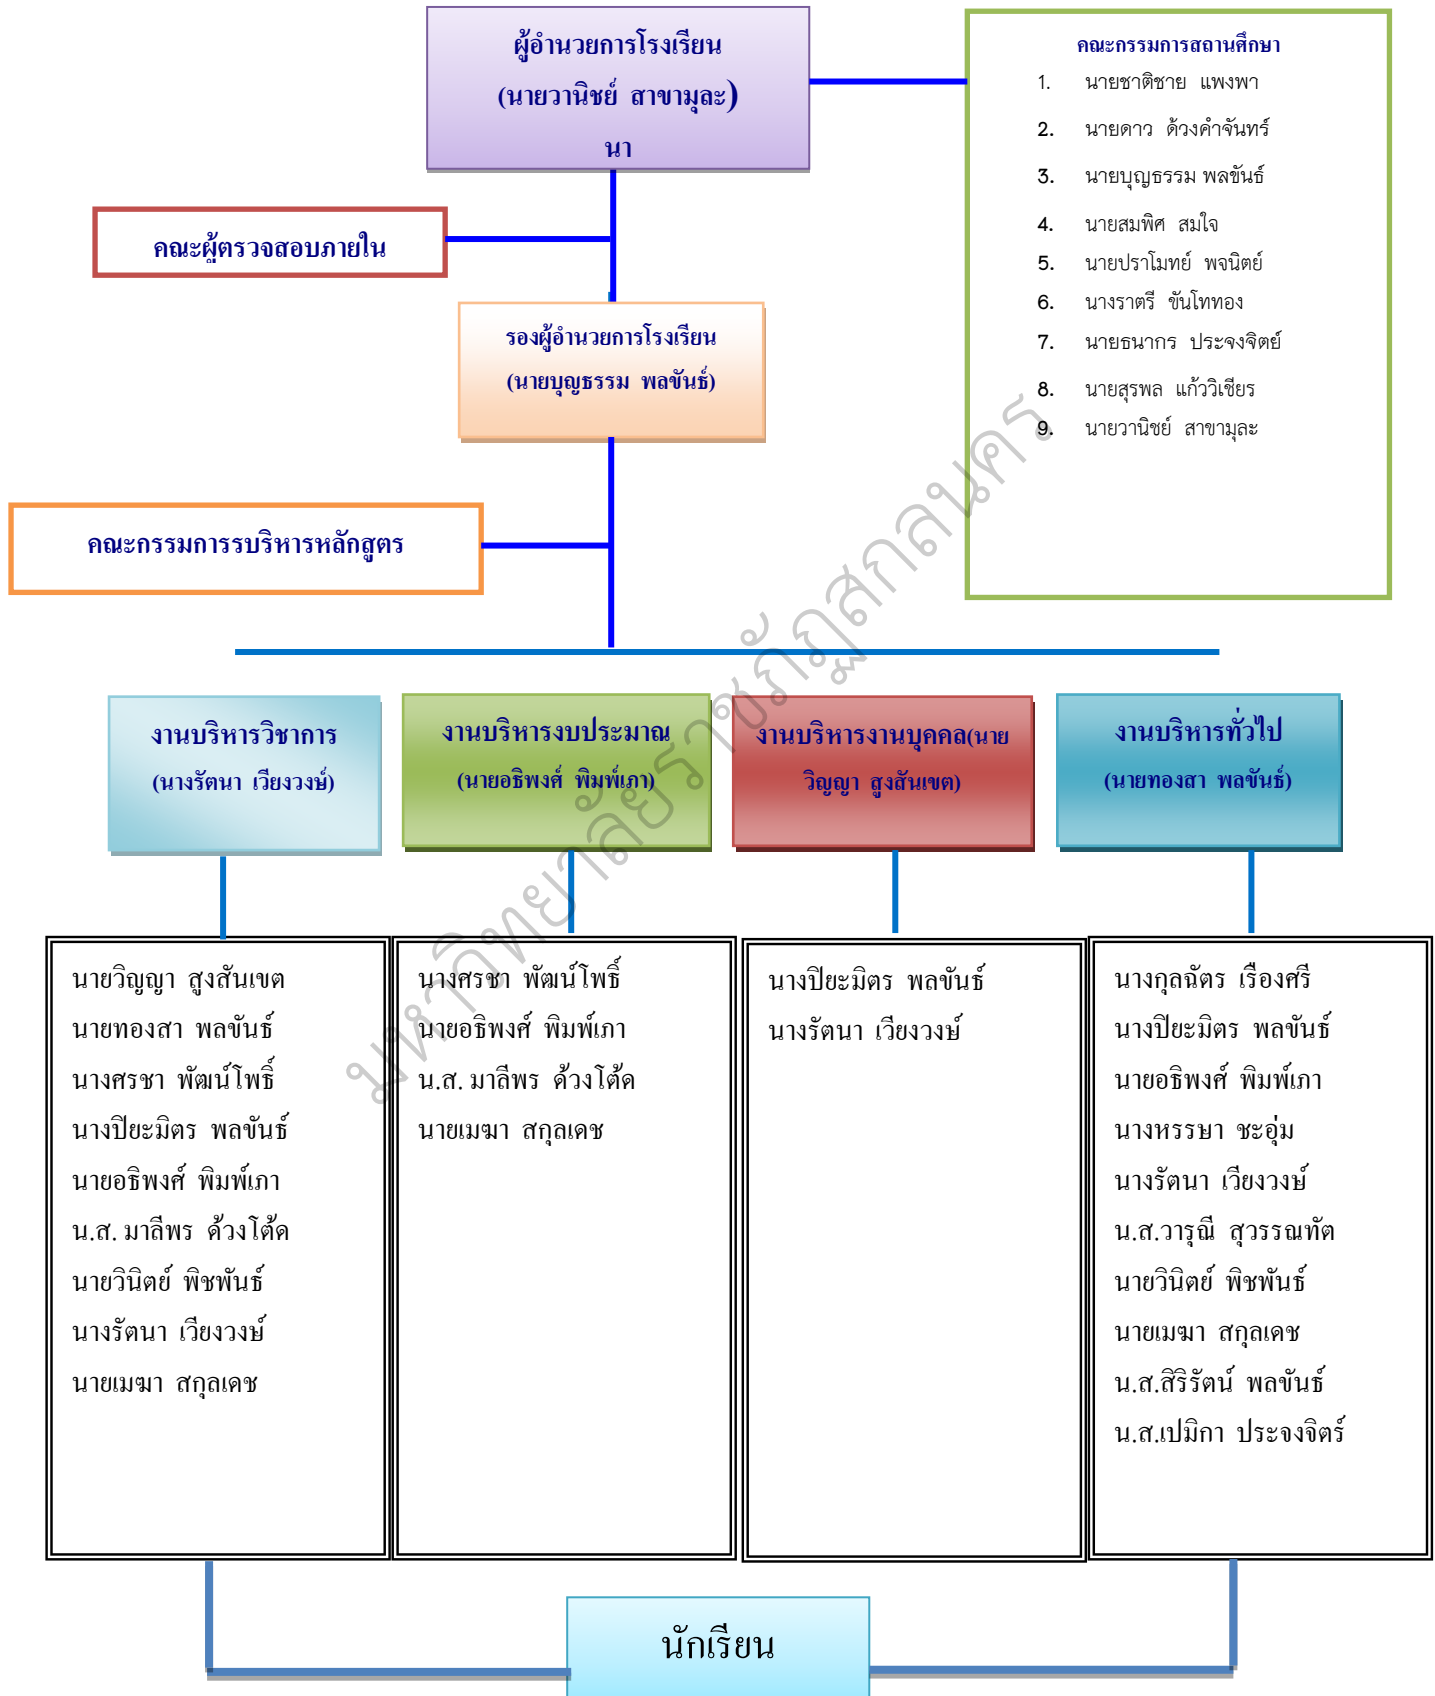 ผู้อำนวยการโรงเรียน
(นายวานิชย์ สาขามุละ)
นา
คณะกรรมการสถานศึกษา
1. นายชาติชาย แพงพา
2. นายดาว ด้วงคำจันทร์
3. นายบุญธรรม พลขันธ์
4. นายสมพิศ สมใจ
5. นายปราโมทย์ พจนิตย์
6. นางราตรี ขันโททอง
7. นายธนากร ประจงจิตย์
8. นายสุรพล แก้ววิเชียร
9. นายวานิชย์ สาขามุละ
คณะผู้ตรวจสอบภายใน
รองผู้อำนวยการโรงเรียน
(นายบุญธรรม พลขันธ์)
คณะกรรมการรบริหารหลักสูตร
งานบริหารวิชาการ
(นางรัตนา เวียงวงษ์)
งานบริหารงบประมาณ
(นายอธิพงศ์ พิมพ์เภา)
งานบริหารงานบุคคล(นาย
วิญญา สูงสันเขต)
งานบริหารทั่วไป
(นายทองสา พลขันธ์)
นายวิญญา สูงสันเขต
นายทองสา พลขันธ์
นางศรชา พัฒน์โพธิ์
นางปิยะมิตร พลขันธ์
นายอธิพงศ์ พิมพ์เภา
น.ส. มาลีพร ด้วงโต้ด
นายวินิตย์ พิชพันธ์
นางรัตนา เวียงวงษ์
นายเมฆา สกุลเดช
นางศรชา พัฒน์โพธิ์
นายอธิพงศ์ พิมพ์เภา
น.ส. มาลีพร ด้วงโต้ด
นายเมฆา สกุลเดช
นางปิยะมิตร พลขันธ์
นางรัตนา เวียงวงษ์
นางกุลฉัตร เรืองศรี
นางปิยะมิตร พลขันธ์
นายอธิพงศ์ พิมพ์เภา
นางหรรษา ชะอุ่ม
นางรัตนา เวียงวงษ์
น.ส.วารุณี สุวรรณทัต
นายวินิตย์ พิชพันธ์
นายเมฆา สกุลเดช
น.ส.สิริรัตน์ พลขันธ์
น.ส.เปมิกา ประจงจิตร์
นักเรียน
มหาวิทยาลัยราชภัฏสกลนคร